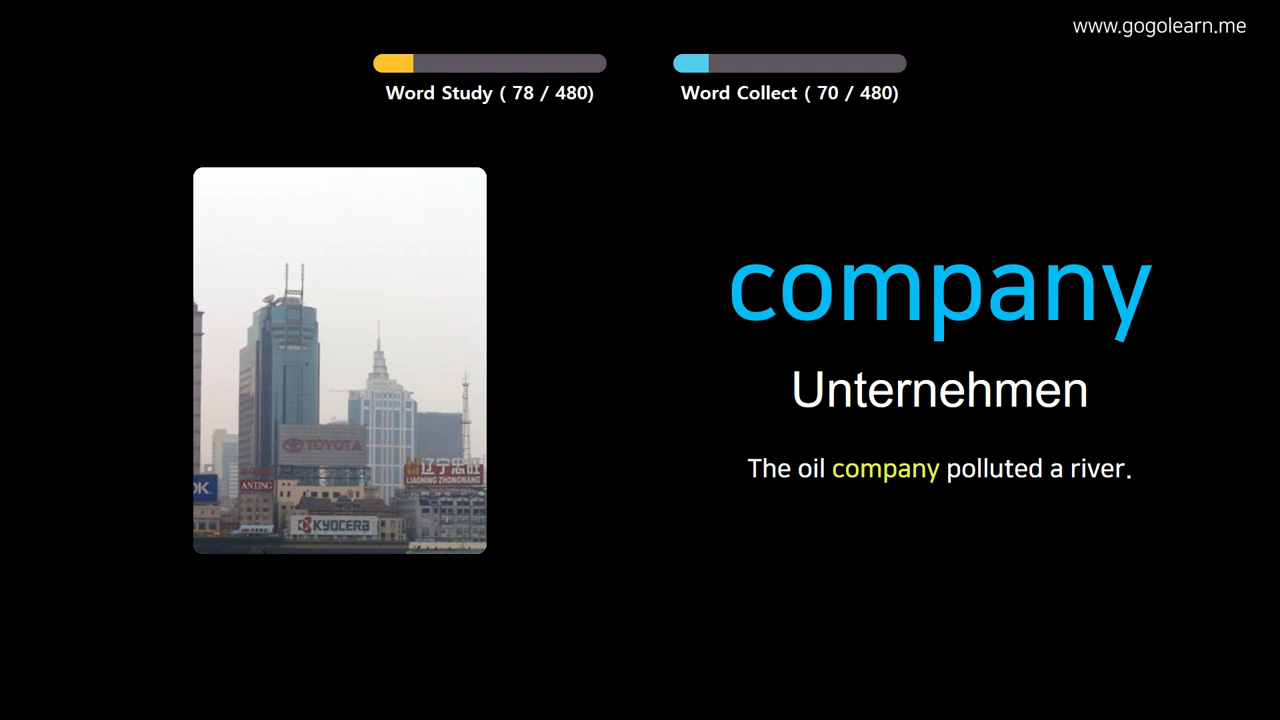 www.gogolearn.me
Word Study ( 78 / 480)
Word Collect ( 70 / 480)
company
Unternehmen
The oil company polluted a river.
TOYOTA
辽宁忠旺
LIAONING ZHONGWANG
OK
ANTING
KYOCERA